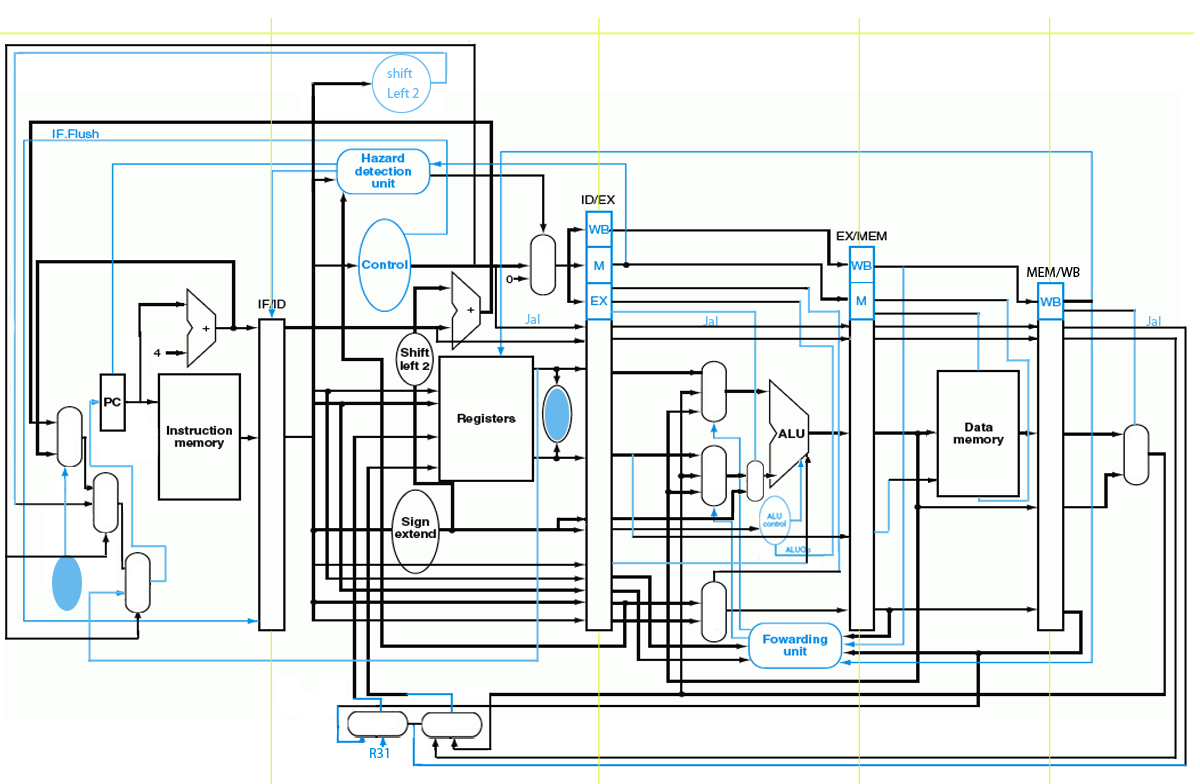 shift
Left 2
IF.Flush
Hazard
detection
unit
ID/EX
WB
Control
M
0
EX/MEM
WB
EX
M
MEM/WB
WB
IF/ID
+
+
4
Jal
Jal
Jal
Shift
left 2
PC
Instruction
memory
Registers
ALU
Data
memory
Sign
extend
ALU
control
Fowarding
unit
R31